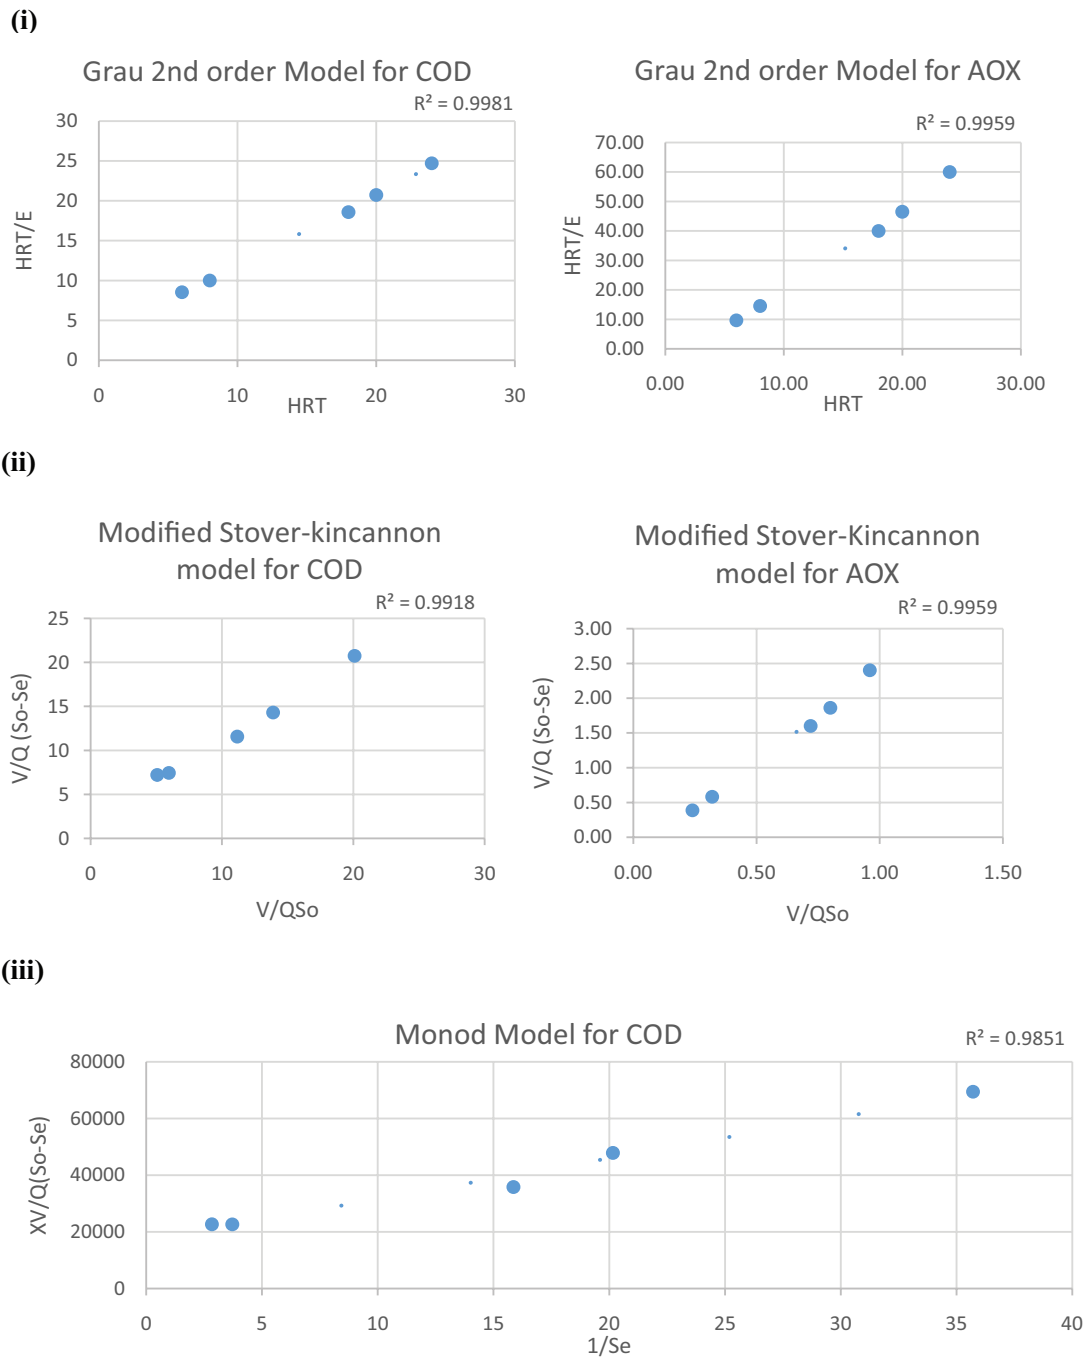 (i)
Grau 2nd order Model for COD
R² = 0.9981
30
25
20
15
10
5
0
HRT/E
0 10 20 30
HRT
Grau 2nd order Model for AOX
R² = 0.9959
70.00
60.00
50.00
40.00
30.00
20.00
10.00
0.00
HRT/E
0.00 10.00 20.00 30.00
HRT
(ii)
Modified Stover-kincannon
model for COD
R² = 0.9918
25
20
15
10
5
0
V/Q (So-Se)
0 10 20 30
V/QSo
Modified Stover-Kincannon
model for AOX
R² = 0.9959
3.00
2.50
2.00
1.50
1.00
0.50
0.00
V/Q (So-Se)
0.00 0.50 1.00 1.50
V/QSo
(iii)
Monod Model for COD
R² = 0.9851
80000
60000
40000
20000
0
XV/Q(So-Se)
0 5 10 15 20 25 30 35 40
1/Se